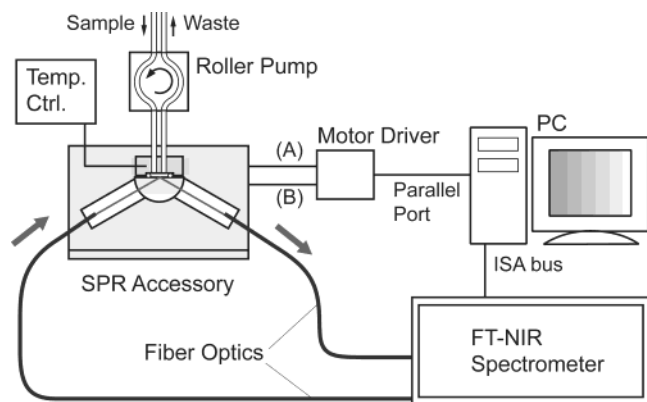 Sample
Waste
Roller Pump
Temp.
Ctrl.
(A)
(B)
Motor Driver
Parallel
Port
PC
ISA bus
SPR Accessory
Fiber Optics
FT-NIR
Spectrometer